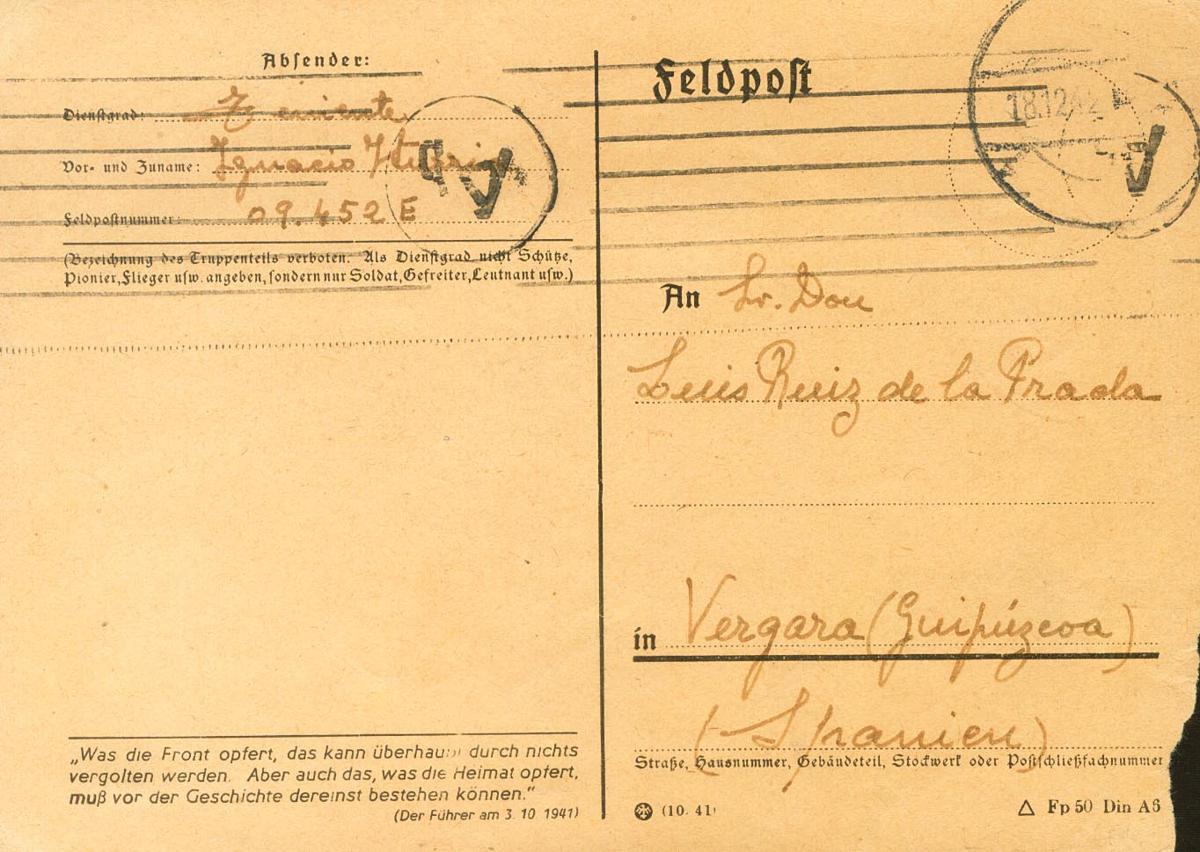 Absender:
Dienstgrad: Teniente
Vor- und Zuname: Ignacio
Feldpostnummer: 09.452 E
(Bezeichnung des Truppenteils verboten. Als Dienstgrad nicht Schütze,
Pionier, Flieger usw. angeben, sondern nur Soldat, Gefreiter, Leutnant usw.)
„Was die Front opfert, das kann überhaupt durch nichts
vergolten werden. Aber auch das, was die Heimat opfert,
muß vor der Geschichte dereinst bestehen können.“
(Der Führer am 3. 10. 1941)
Feldpost
18.12.42
An Sr. Don
Luis Ruiz de la Prada
in Vergara (Guipúzcoa)
(Spanien)
Straße, Hausnummer, Gebäudeteil, Stockwerk oder Postschließfachnummer
(10. 41)
Fp 50 Din A6